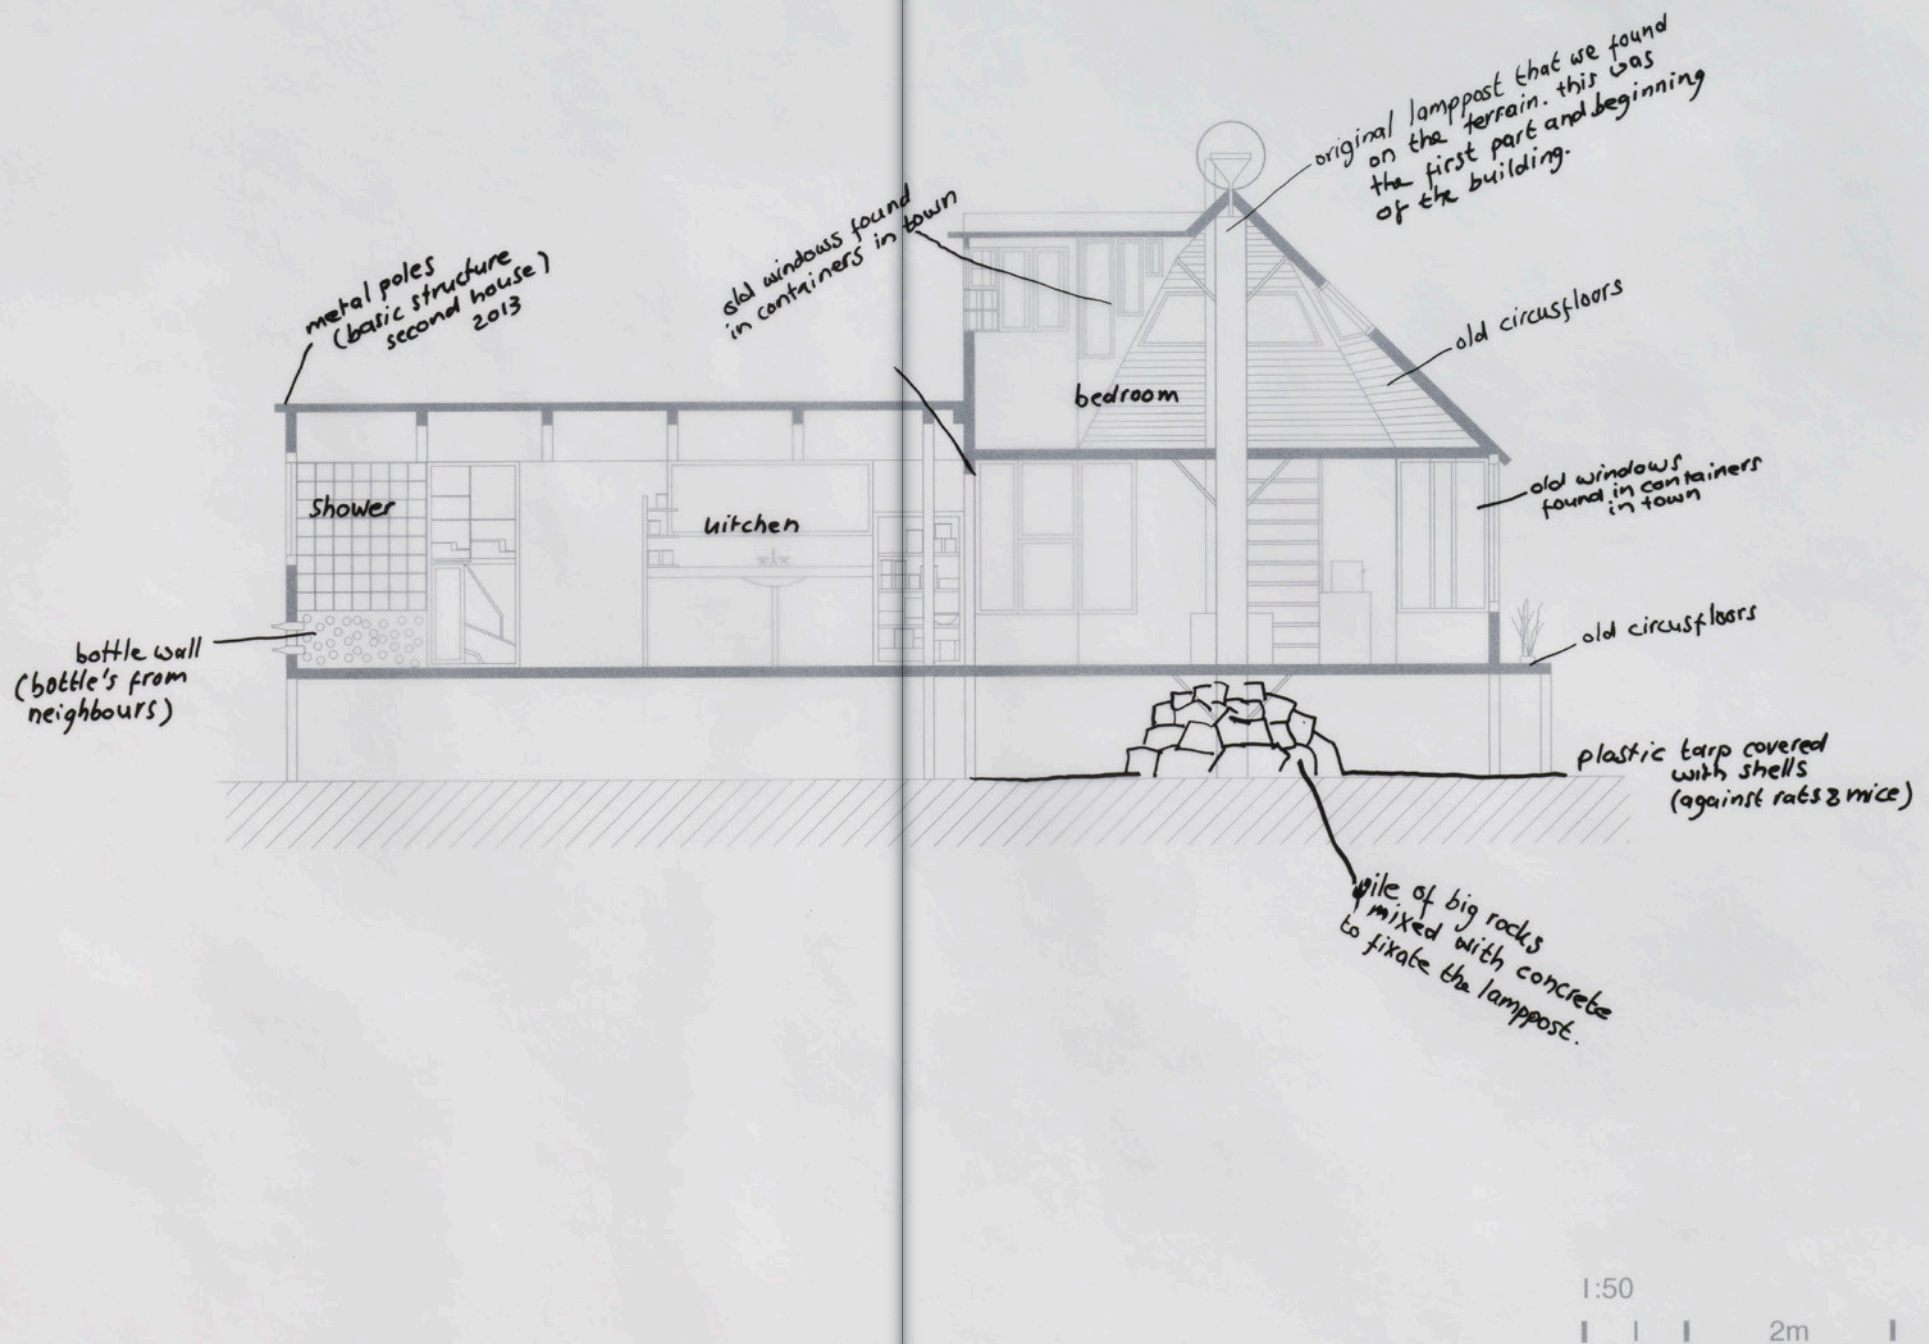 original lamppost that we found
on the terrain. this was
the first part and beginning
of the building.
old windows found
in containers in town
metal poles
(basic structure
second house)
2013
old circusfloors
bedroom
old windows
found in containers
in town
shower
kitchen
old circusfloors
bottle wall
(bottle's from
neighbours)
plastic tarp covered
with shells
(against rats & mice)
pile of big rocks
mixed with concrete
to fixate the lamppost.
1:50
2m